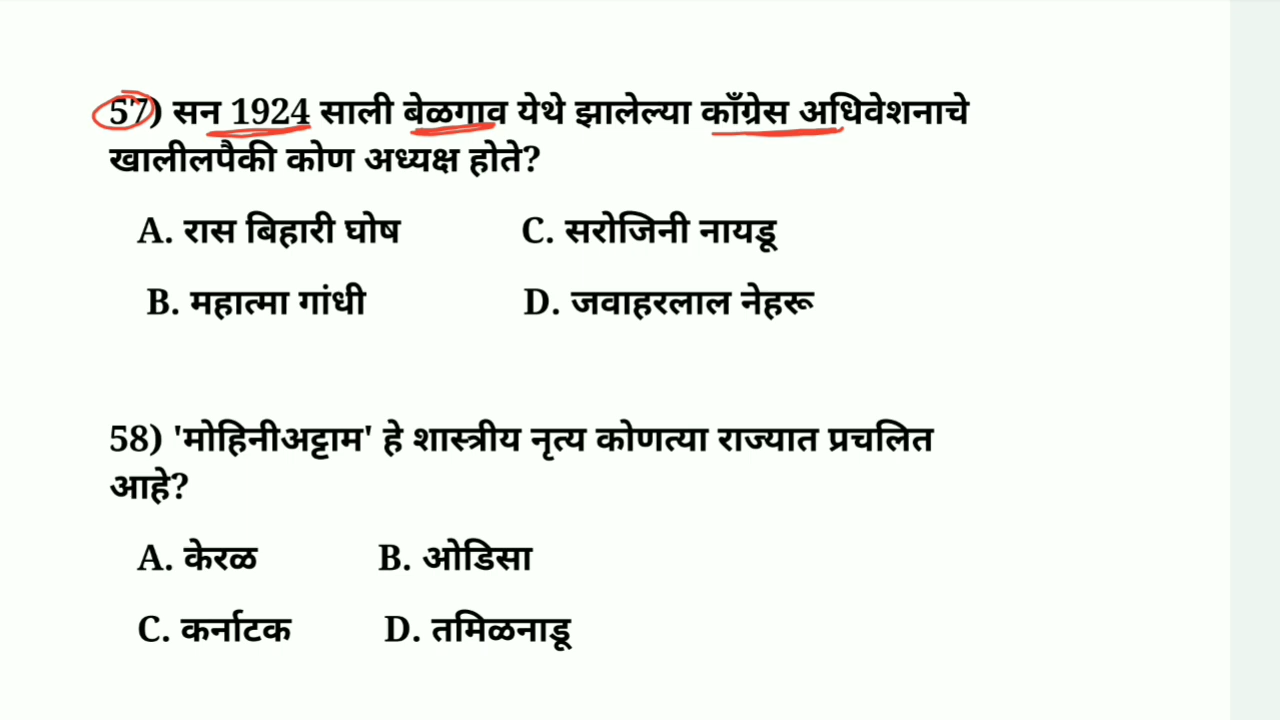 57) सन 1924 साली बेळगाव येथे झालेल्या काँग्रेस अधिवेशनाचे
खालीलपैकी कोण अध्यक्ष होते?
A. रास बिहारी घोष C. सरोजिनी नायडू
B. महात्मा गांधी D. जवाहरलाल नेहरू
58) 'मोहिनीअट्टाम' हे शास्त्रीय नृत्य कोणत्या राज्यात प्रचलित
आहे?
A. केरळ B. ओडिसा
C. कर्नाटक D. तमिळनाडू